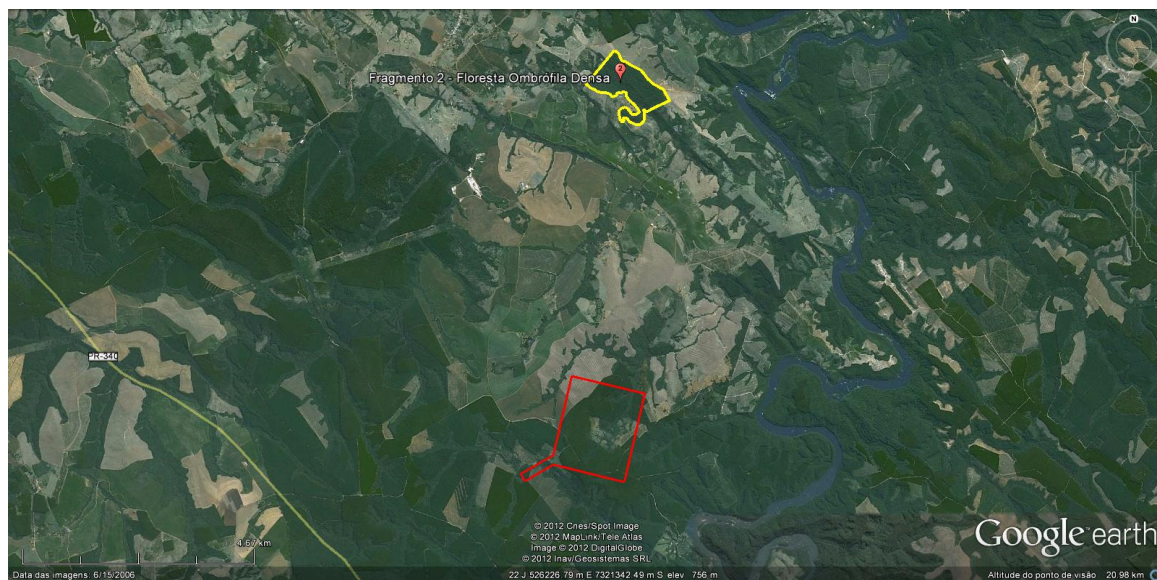 N
2
Fragmento 2 - Floresta Ombrófila Densa
PR-340
4.67 km
© 2012 Cnes/Spot Image
© 2012 MapLink/Tele Atlas
Image © 2012 DigitalGlobe
© 2012 Inav/Geosistemas SRL
Google earth
Data das imagens: 6/15/2006
22 J 526226.79 m E 7321342.49 m S elev 756 m
Altitude do ponto de visão 20.98 km